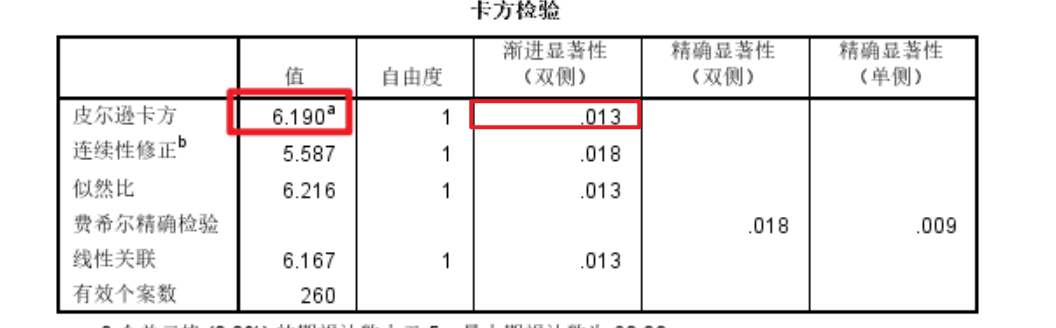 卡方检验
值 自由度 渐进显著性（双侧） 精确显著性（双侧） 精确显著性（单侧）
皮尔逊卡方 6.190a 1 .013
连续性修正b 5.587 1 .018
似然比 6.216 1 .013
费希尔精确检验 .018 .009
线性关联 6.167 1 .013
有效个案数 260